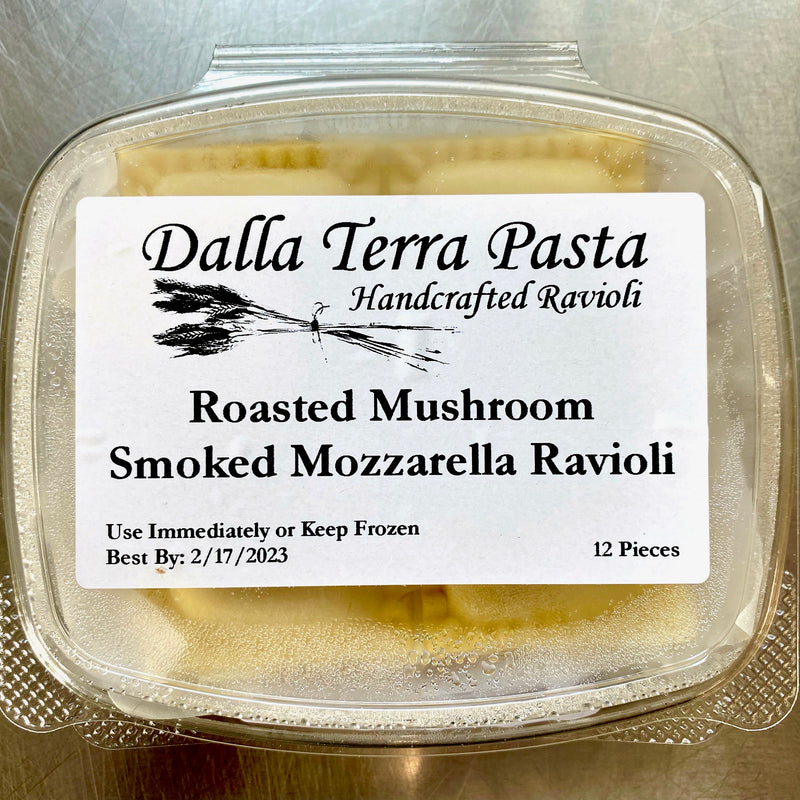 Dalla Terra Pasta
Handcrafted Ravioli
Roasted Mushroom
Smoked Mozzarella Ravioli
Use Immediately or Keep Frozen
Best By: 2/17/2023
12 Pieces